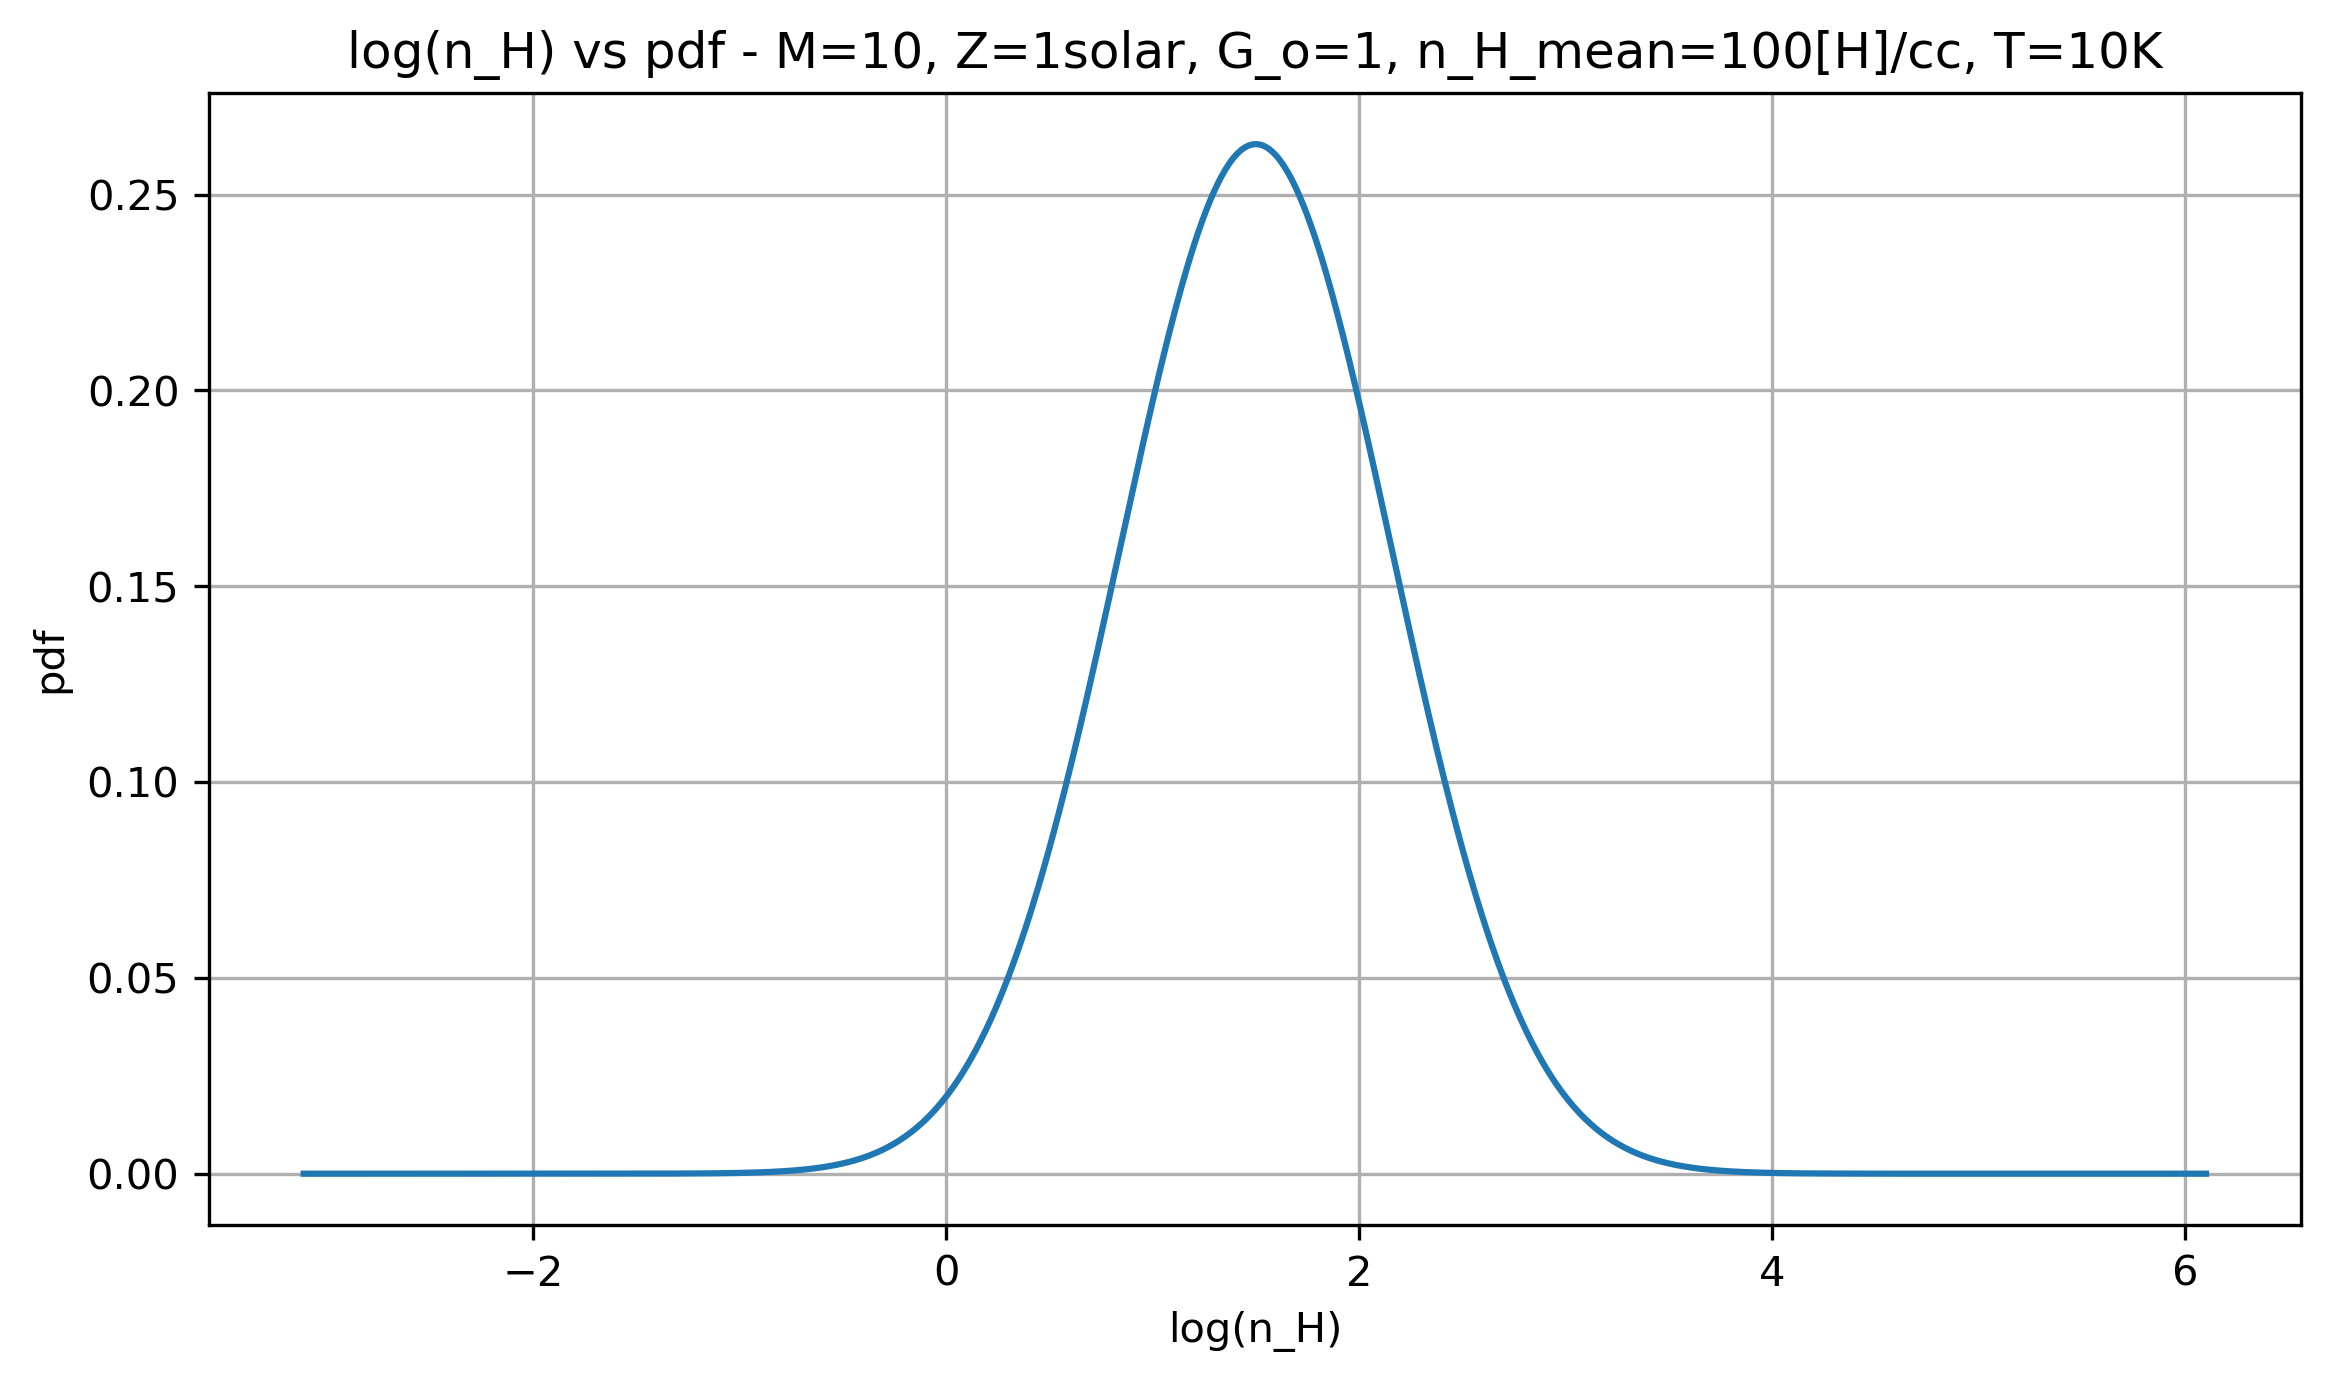 log(n_H) vs pdf - M=10, Z=1solar, G_o=1, n_H_mean=100[H]/cc, T=10K
0.25
0.20
0.15
0.10
0.05
0.00
pdf
−2 0 2 4 6
log(n_H)